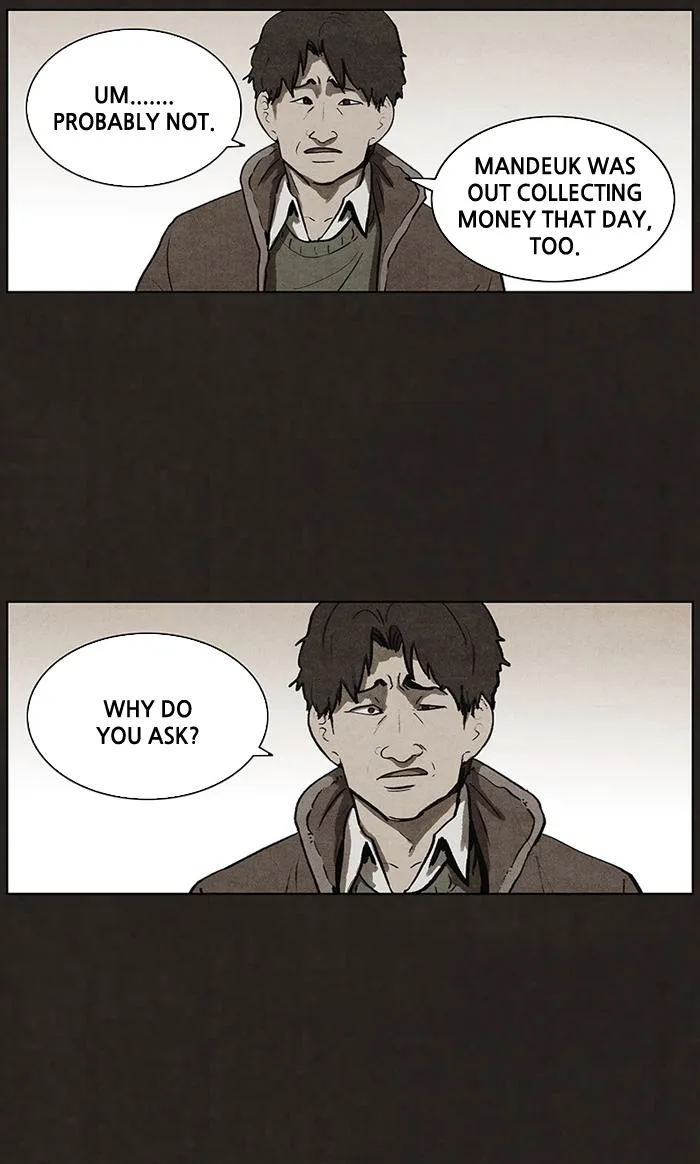 UM.......
PROBABLY NOT.
MANDEUK WAS
OUT COLLECTING
MONEY THAT DAY,
TOO.
WHY DO
YOU ASK?